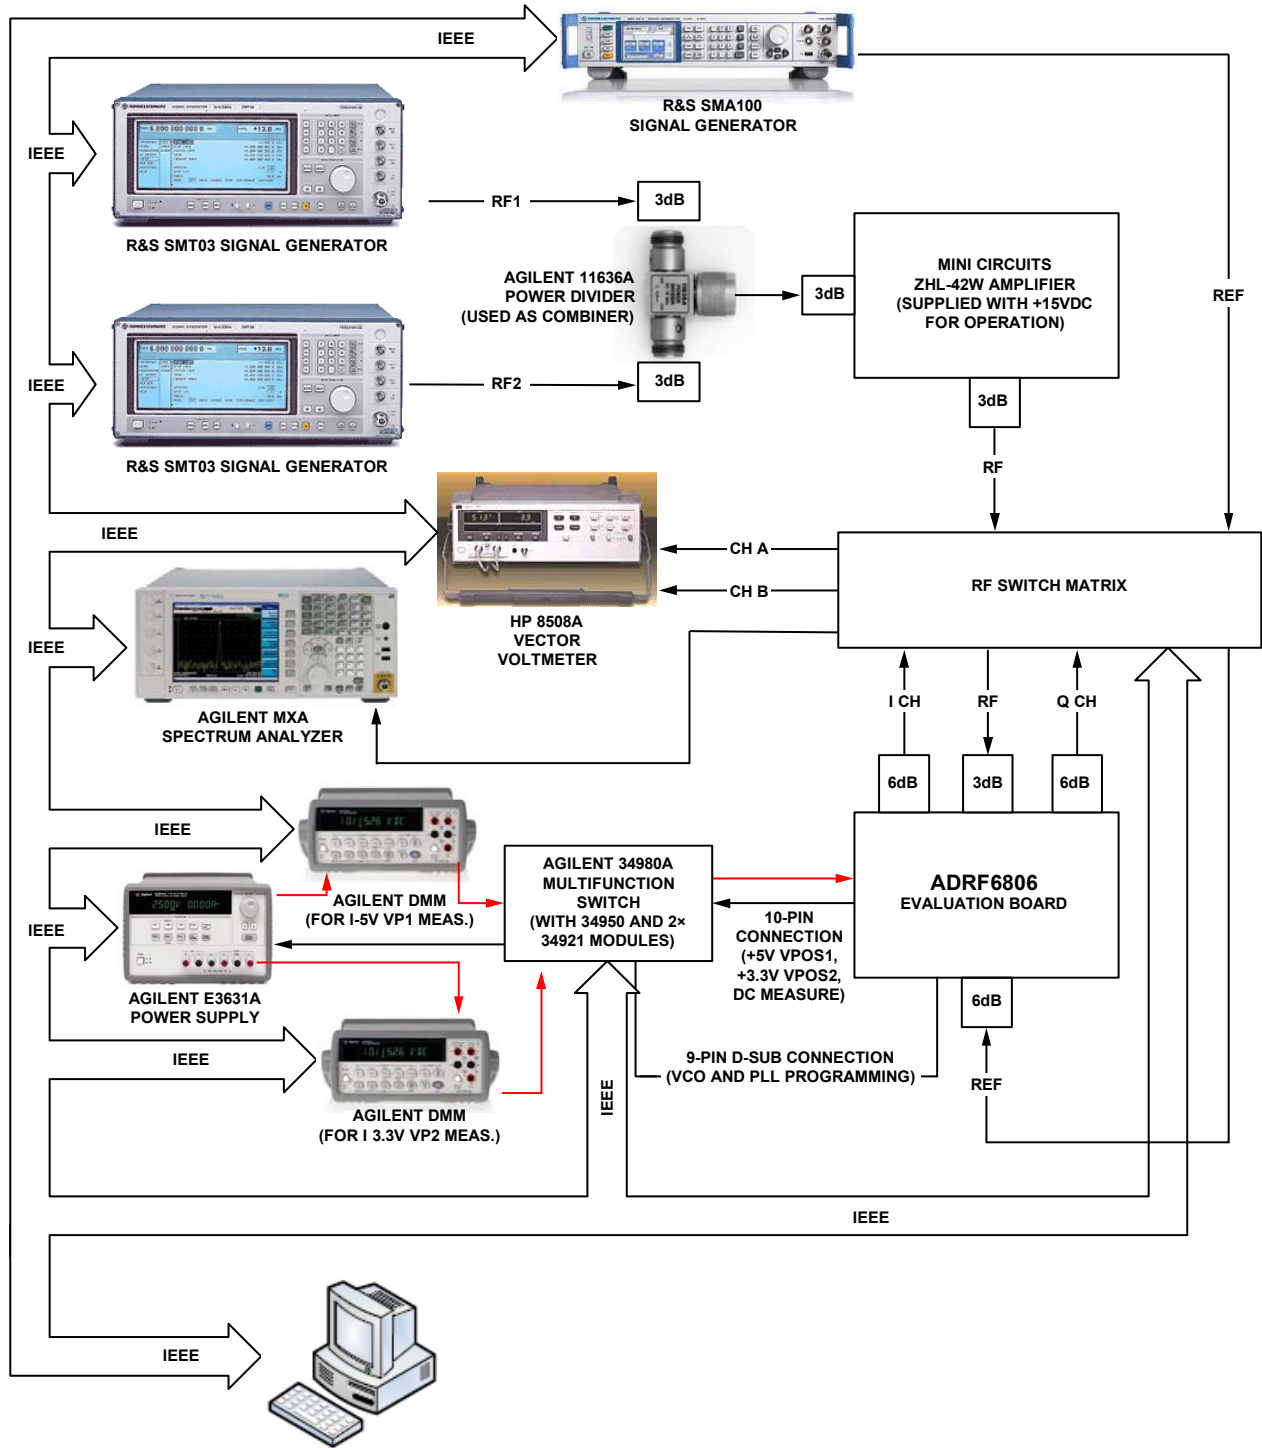 IEEE
R&S SMA100
SIGNAL GENERATOR
IEEE
R&S SMT03 SIGNAL GENERATOR
RF1
3dB
AGILENT 11636A
POWER DIVIDER
(USED AS COMBINER)
3dB
MINI CIRCUITS
ZHL-42W AMPLIFIER
(SUPPLIED WITH +15VDC
FOR OPERATION)
REF
IEEE
R&S SMT03 SIGNAL GENERATOR
RF2
3dB
3dB
RF
IEEE
HP 8508A
VECTOR
VOLTMETER
CH A
CH B
RF SWITCH MATRIX
IEEE
AGILENT MXA
SPECTRUM ANALYZER
I CH
RF
Q CH
6dB
3dB
6dB
IEEE
AGILENT DMM
(FOR I-5V VP1 MEAS.)
IEEE
AGILENT E3631A
POWER SUPPLY
AGILENT 34980A
MULTIFUNCTION
SWITCH
(WITH 34950 AND 2×
34921 MODULES)
10-PIN
CONNECTION
(+5V VPOS1,
+3.3V VPOS2,
DC MEASURE)
ADRF6806
EVALUATION BOARD
6dB
IEEE
AGILENT DMM
(FOR I 3.3V VP2 MEAS.)
IEEE
9-PIN D-SUB CONNECTION
(VCO AND PLL PROGRAMMING)
REF
IEEE
IEEE